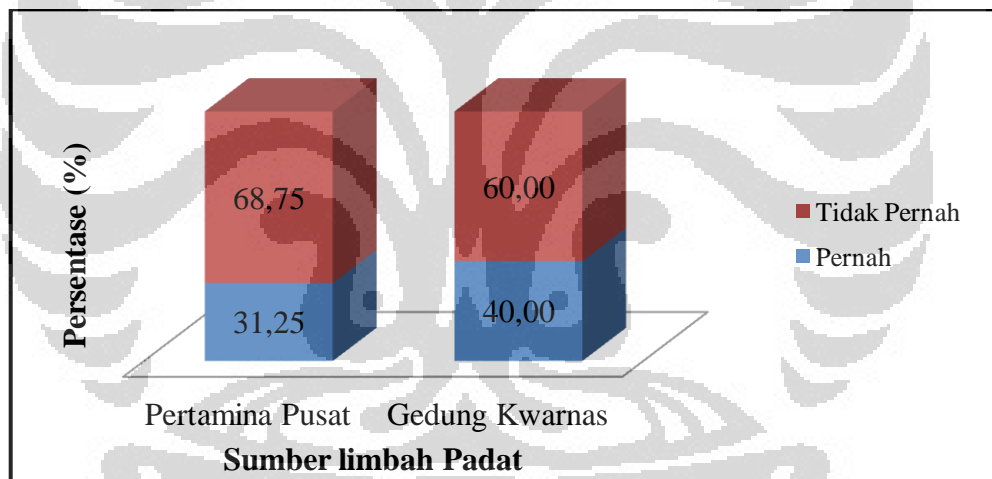 Persentase (%)
68,75
60,00
31,25
40,00
Tidak Pernah
Pernah
Pertamina Pusat
Gedung Kwarnas
Sumber limbah Padat